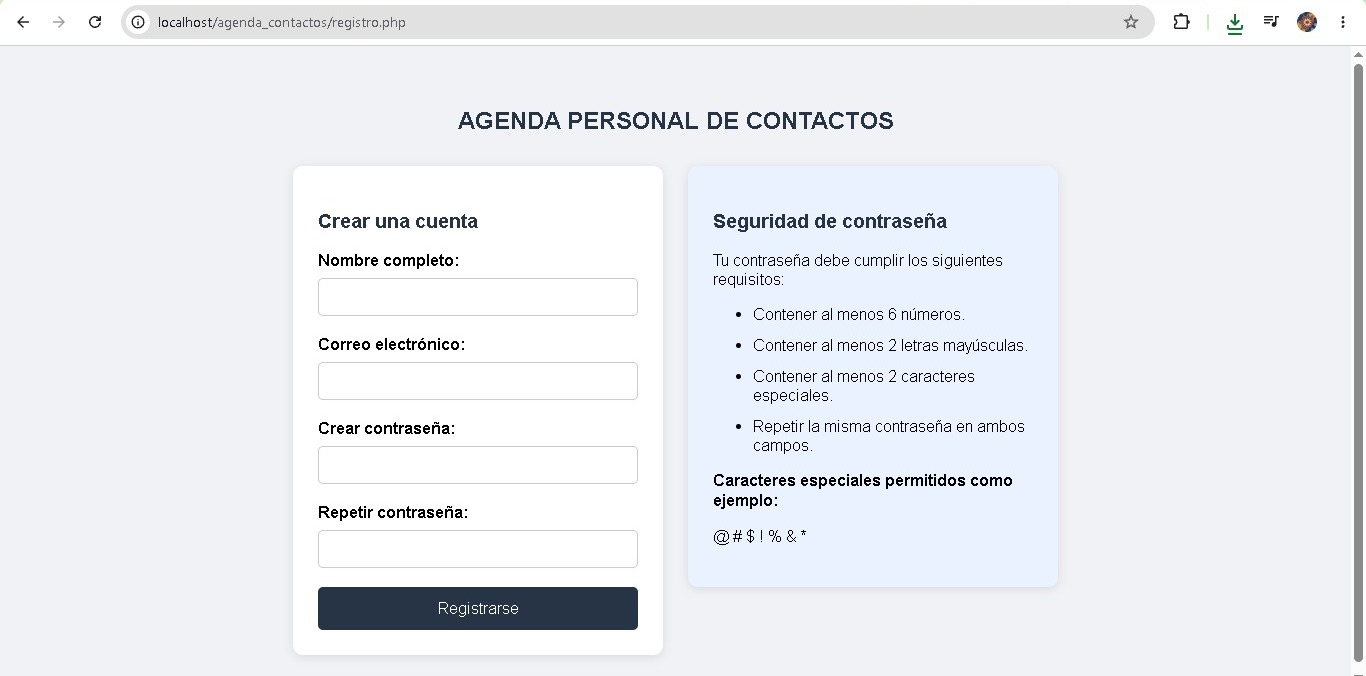 localhost/agenda_contactos/registro.php
AGENDA PERSONAL DE CONTACTOS
Crear una cuenta
Nombre completo:
Correo electrónico:
Crear contraseña:
Repetir contraseña:
Registrarse
Seguridad de contraseña
Tu contraseña debe cumplir los siguientes
requisitos:
• Contener al menos 6 números.
• Contener al menos 2 letras mayúsculas.
• Contener al menos 2 caracteres
especiales.
• Repetir la misma contraseña en ambos
campos.
Caracteres especiales permitidos como
ejemplo:
@ # $ ! % & *